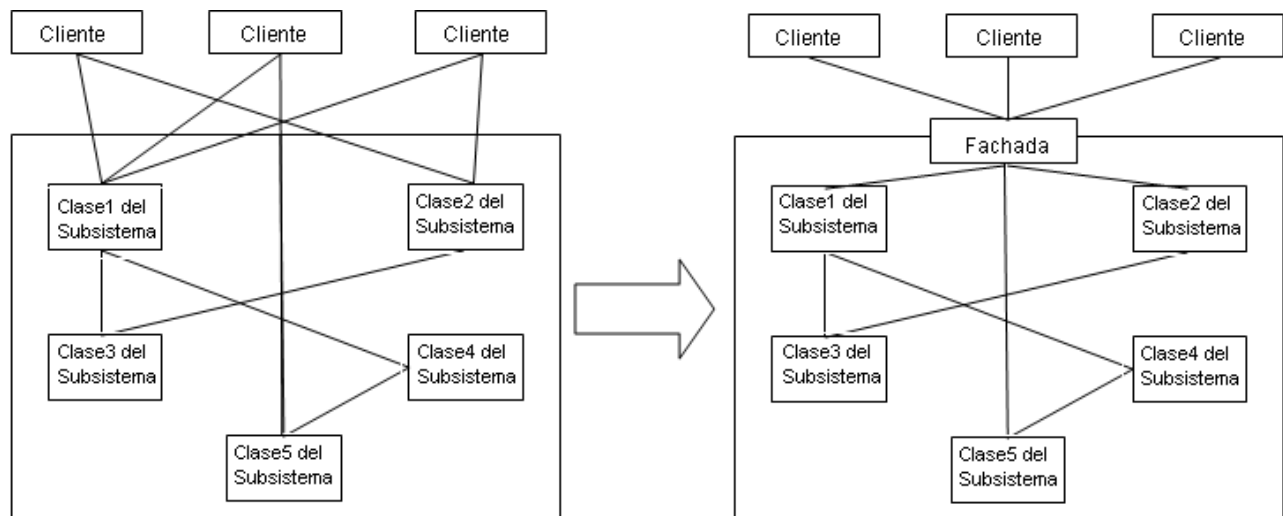 Cliente
Cliente
Cliente
Clase1 del
Subsistema
Clase2 del
Subsistema
Clase3 del
Subsistema
Clase4 del
Subsistema
Clase5 del
Subsistema
Cliente
Cliente
Cliente
Fachada
Clase1 del
Subsistema
Clase2 del
Subsistema
Clase3 del
Subsistema
Clase4 del
Subsistema
Clase5 del
Subsistema